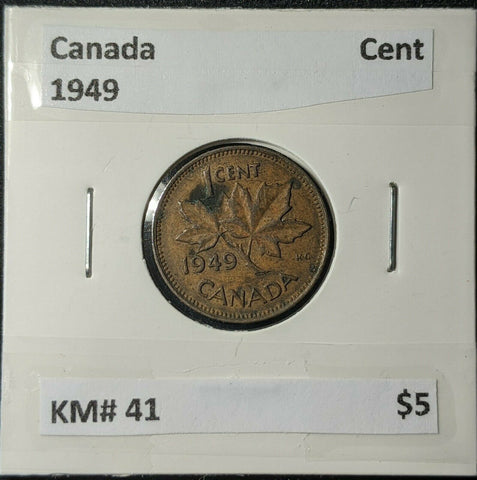 Canada Cent
1949
1 CENT
1949 K·G
CANADA
KM# 41 $5